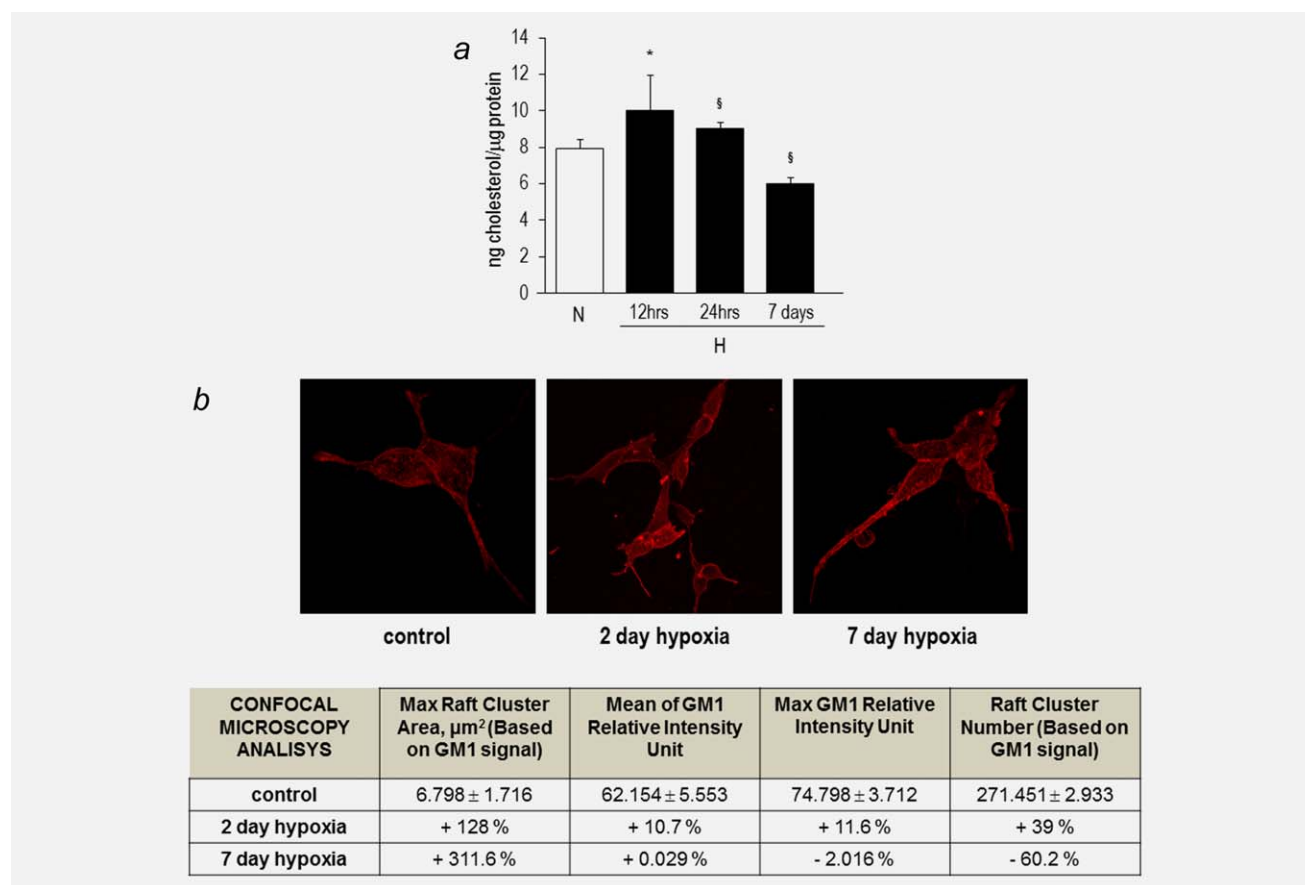 a
14
12
10
8
6
4
2
0
ng cholesterol/µg protein
*
§
§
N
12hrs 24hrs 7 days
H
b
control 2 day hypoxia 7 day hypoxia
CONFOCAL
MICROSCOPY
ANALISYS
Max Raft Cluster
Area, µm² (Based
on GM1 signal)
Mean of GM1
Relative Intensity
Unit
Max GM1 Relative
Intensity Unit
Raft Cluster
Number (Based on
GM1 signal)
control 6.798 ± 1.716 62.154 ± 5.553 74.798 ± 3.712 271.451 ± 2.933
2 day hypoxia + 128 % + 10.7 % + 11.6 % + 39 %
7 day hypoxia + 311.6 % + 0.029 % - 2.016 % - 60.2 %